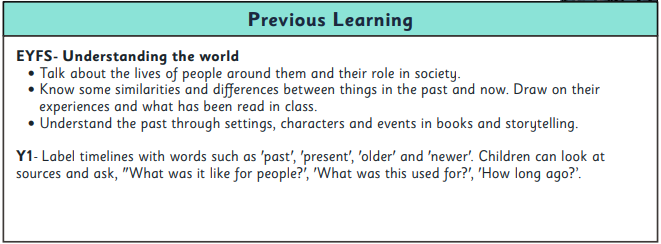 Previous Learning
EYFS- Understanding the world
• Talk about the lives of people around them and their role in society.
• Know some similarities and differences between things in the past and now. Draw on their
experiences and what has been read in class.
• Understand the past through settings, characters and events in books and storytelling.
Y1- Label timelines with words such as 'past', 'present', 'older' and 'newer'. Children can look at
sources and ask, "What was it like for people?', 'What was this used for?', 'How long ago?'.